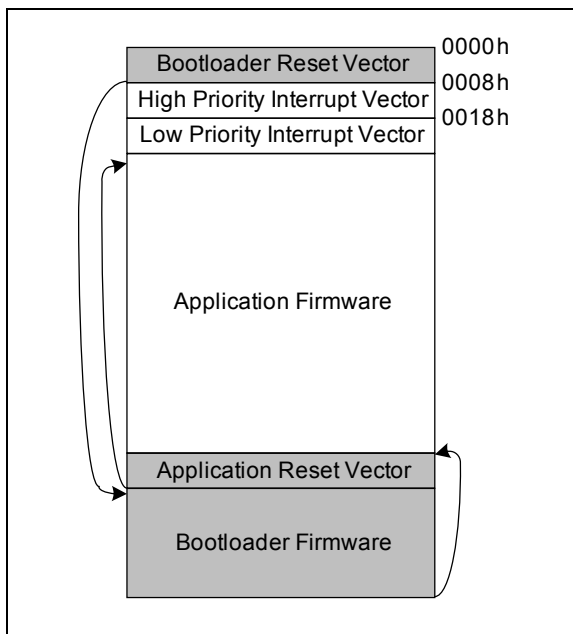 0000h
Bootloader Reset Vector
0008h
High Priority Interrupt Vector
0018h
Low Priority Interrupt Vector
Application Firmware
Application Reset Vector
Bootloader Firmware